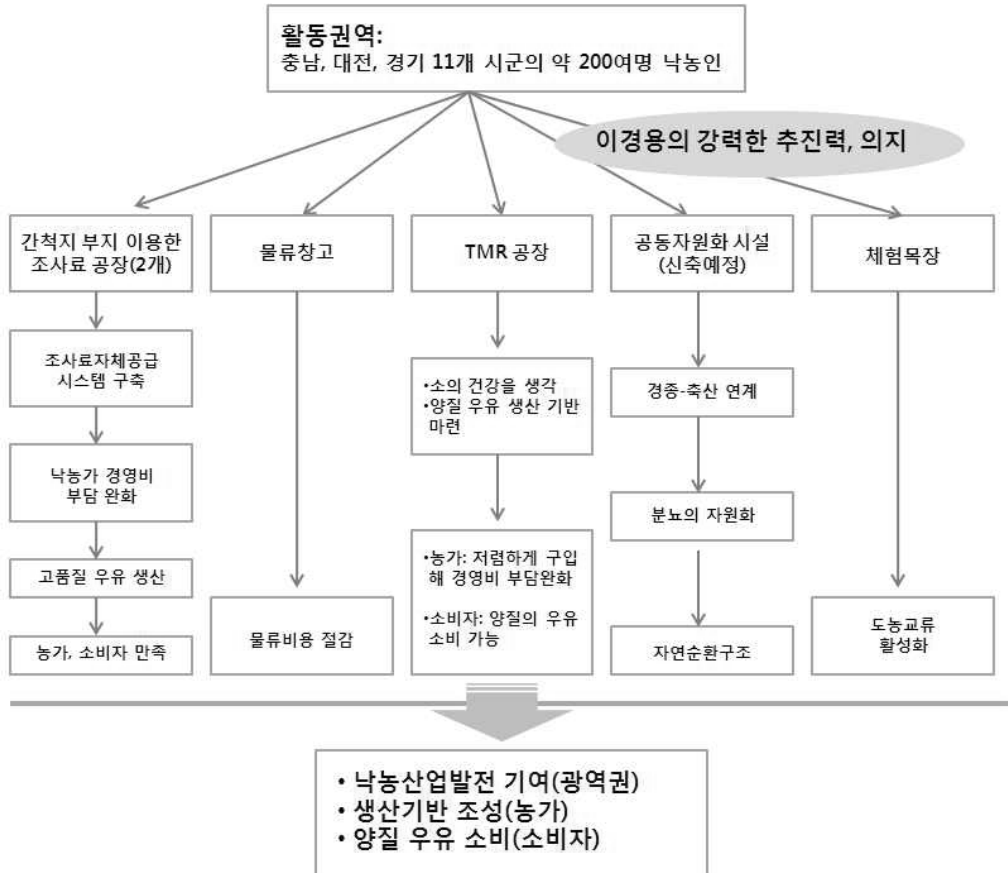 활동권역:
충남, 대전, 경기 11개 시군의 약 200여명 낙농인
이경용의 강력한 추진력, 의지
간척지 부지 이용한
조사료 공장(2개)
조사료자체공급
시스템 구축
낙농가 경영비
부담 완화
고품질 우유 생산
농가, 소비자 만족
물류창고
물류비용 절감
TMR 공장
•소의 건강을 생각
•양질 우유 생산 기반
마련
•농가: 저렴하게 구입
해 경영비 부담완화
•소비자: 양질의 우유
소비 가능
공동자원화 시설
(신축예정)
경종-축산 연계
분뇨의 자원화
자연순환구조
체험목장
도농교류
활성화
• 낙농산업발전 기여(광역권)
• 생산기반 조성(농가)
• 양질 우유 소비(소비자)